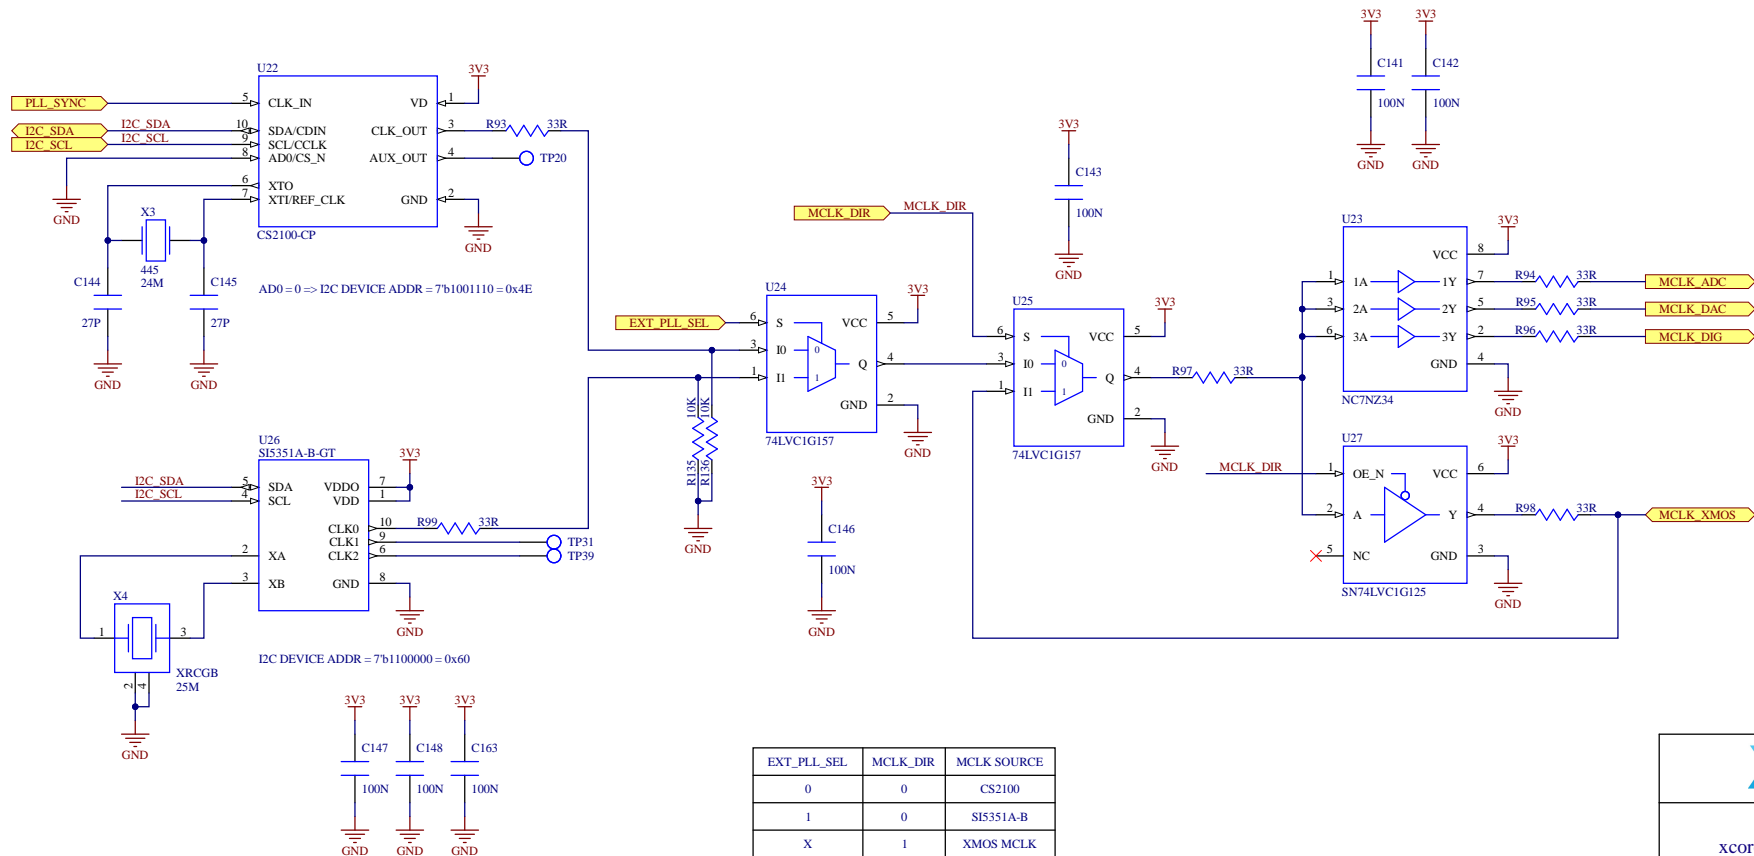 U22
PLL_SYNC
5 CLK_IN
I2C_SDA I2C_SDA 10 SDA/CDIN
I2C_SCL I2C_SCL 9 SCL/CCLK
8 AD0/CS_N
6 XTO
7 XTI/REF_CLK
VD 1 3V3
CLK_OUT 3 R93 33R
AUX_OUT 4 TP20
GND 2
GND
GND
CS2100-CP
X3
445
24M
C144
27P
C145
27P
GND
GND
AD0 = 0 => I2C DEVICE ADDR = 7'b1001110 = 0x4E
U26
SI5351A-B-GT
I2C_SDA 5 SDA
I2C_SCL 4 SCL
2 XA
3 XB
VDDO 7
VDD 1
3V3
CLK0 10 R99 33R
CLK1 9 TP31
CLK2 6 TP39
GND 8
GND
X4
1 3
2 4
XRCGB
25M
GND
I2C DEVICE ADDR = 7'b1100000 = 0x60
3V3 3V3 3V3
C147 C148 C163
100N 100N 100N
GND GND GND
R135 10K
R136 10K
GND
U24
EXT_PLL_SEL 6 S
3 I0 0
1 I1 1
VCC 5 3V3
Q 4
GND 2
GND
74LVC1G157
3V3
C146
100N
GND
3V3
C143
100N
GND
MCLK_DIR MCLK_DIR
U25
6 S
3 I0 0
1 I1 1
VCC 5 3V3
Q 4 R97 33R
GND 2
GND
74LVC1G157
3V3 3V3
C141 C142
100N 100N
GND GND
U23
VCC 8 3V3
1 1A 1Y 7 R94 33R MCLK_ADC
3 2A 2Y 5 R95 33R MCLK_DAC
6 3A 3Y 2 R96 33R MCLK_DIG
GND 4
GND
NC7NZ34
U27
MCLK_DIR 1 OE_N
VCC 6 3V3
2 A Y 4 R98 33R MCLK_XMOS
5 NC GND 3
GND
SN74LVC1G125
EXT_PLL_SEL MCLK_DIR MCLK SOURCE
0 0 CS2100
1 0 SI5351A-B
X 1 XMOS MCLK